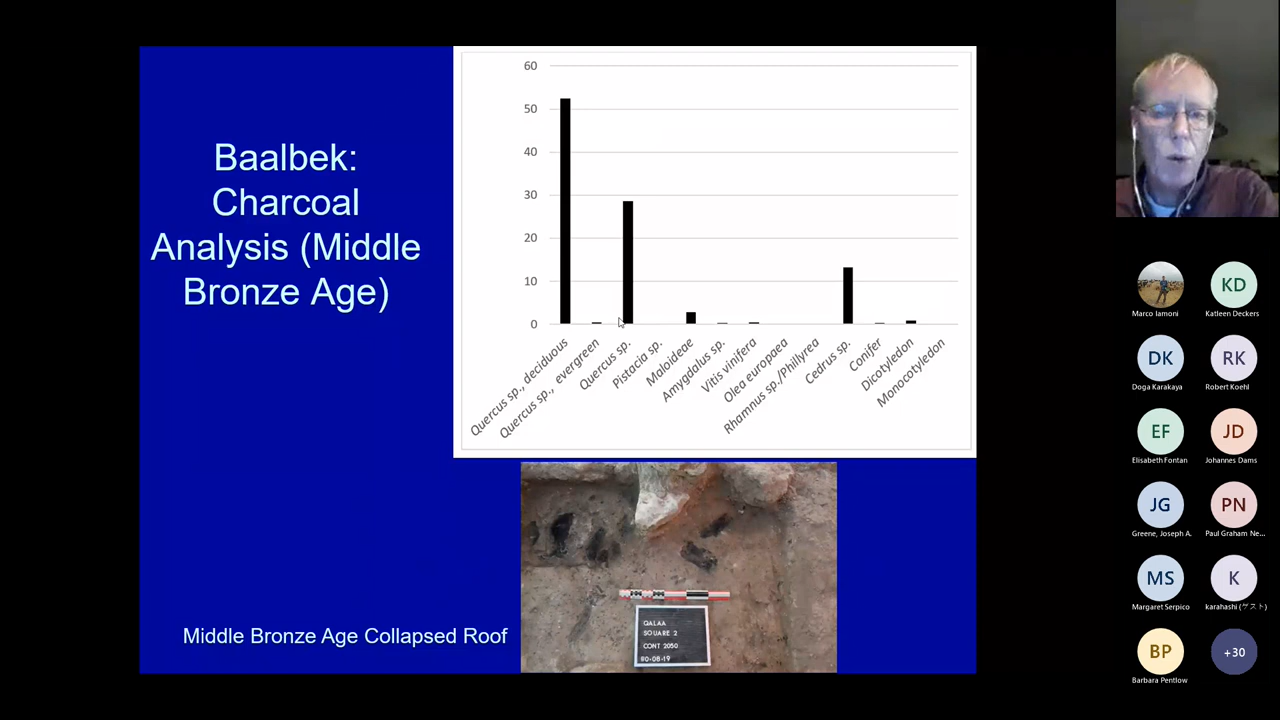 Baalbek:
Charcoal
Analysis (Middle
Bronze Age)
60
50
40
30
20
10
0
Quercus sp., deciduous
Quercus sp., evergreen
Quercus sp.
Pistacia sp.
Maloideae
Amygdalus sp.
Vitis vinifera
Olea europaea
Rhamnus sp./Phillyrea
Cedrus sp.
Conifer
Dicotyledon
Monocotyledon
Middle Bronze Age Collapsed Roof
QALAA
SQUARE 2
CONT 2050
80-08-19
Marco Iamoni
KD
Katleen Deckers
DK
Doga Karakaya
RK
Robert Koehl
EF
Elisabeth Fontan
JD
Johannes Dams
JG
Greene, Joseph A.
PN
Paul Graham Ne...
MS
Margaret Serpico
K
karahashi (ゲスト)
BP
Barbara Pentlow
+30